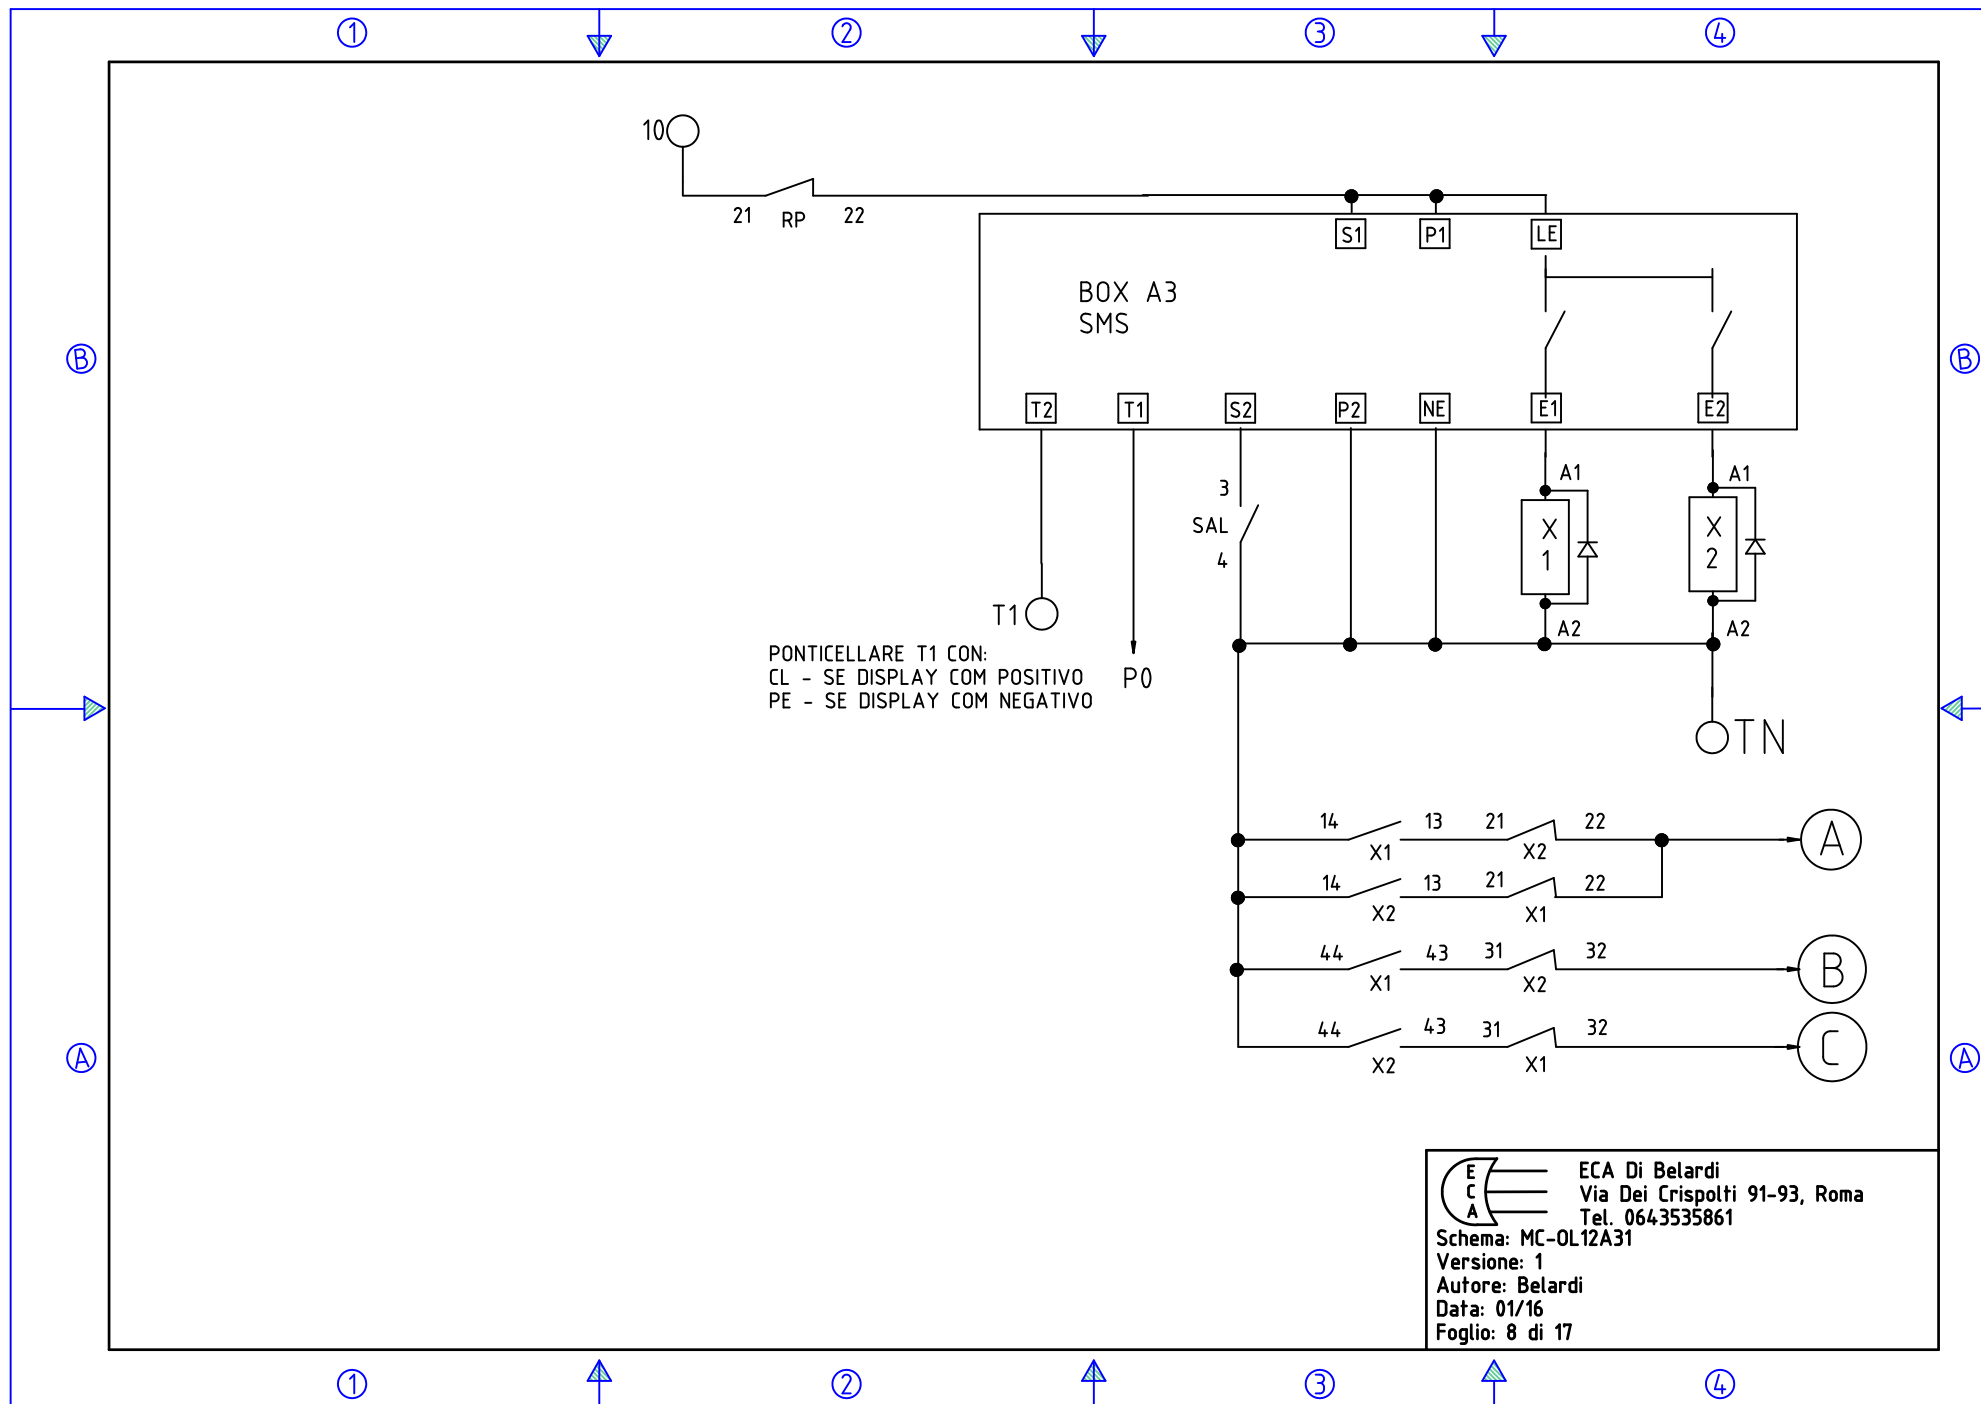 1 2 3 4
10
21 RP 22
S1 P1 LE
BOX A3
SMS
B B
T2 T1 S2 P2 NE E1 E2
A1 A1
3
SAL
4
X
1
X
2
T1
A2 A2
PONTICELLARE T1 CON:
CL - SE DISPLAY COM POSITIVO
PE - SE DISPLAY COM NEGATIVO
P0
TN
14 13 21 22
X1 X2
A
14 13 21 22
X2 X1
44 43 31 32
X1 X2
B
44 43 31 32
X2 X1
C
A A
E
C
A
ECA Di Belardi
Via Dei Crispolti 91-93, Roma
Tel. 0643535861
Schema: MC-OL12A31
Versione: 1
Autore: Belardi
Data: 01/16
Foglio: 8 di 17
1 2 3 4